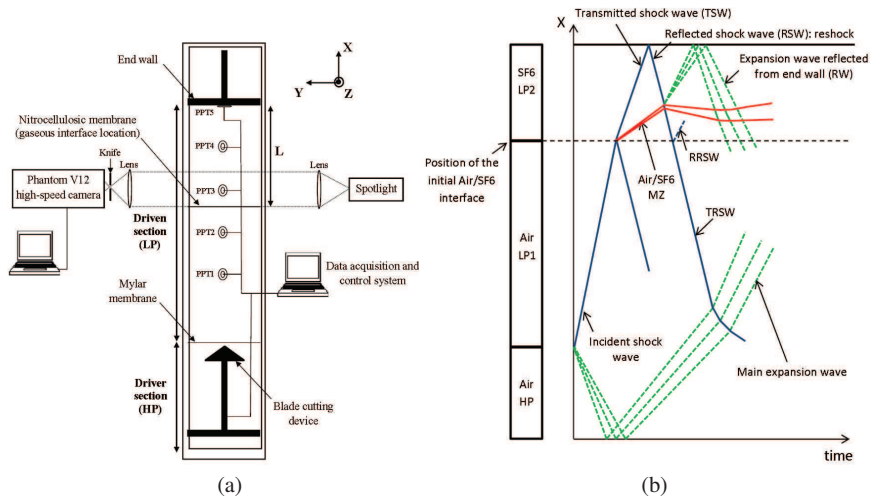 X
Y
Z
End wall
PPT5
Nitrocellulosic membrane
(gaseous interface location)
PPT4
L
Knife
Lens
Lens
Phantom V12
high-speed camera
PPT3
Spotlight
Driven
section
(LP)
PPT2
PPT1
Data acquisition and
control system
Mylar
membrane
Driver
section
(HP)
Blade cutting
device
(a)
X
Transmitted shock wave (TSW)
Reflected shock wave (RSW): reshock
SF6
LP2
Expansion wave reflected
from end wall (RW)
Position of the
initial Air/SF6
interface
RRSW
Air/SF6
MZ
Air
LP1
TRSW
Incident shock
wave
Main expansion wave
Air
HP
time
(b)